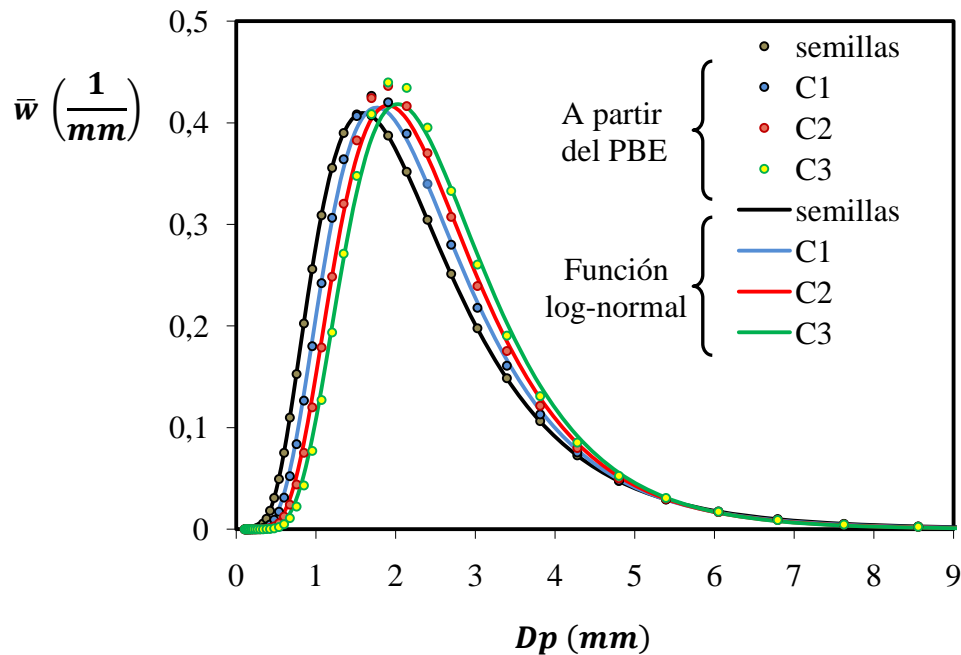 0,5
0,4
0,3
0,2
0,1
0
w̅ (1/mm)
semillas
C1
C2
C3
A partir
del PBE
semillas
C1
C2
C3
Función
log-normal
0 1 2 3 4 5 6 7 8 9
Dp (mm)